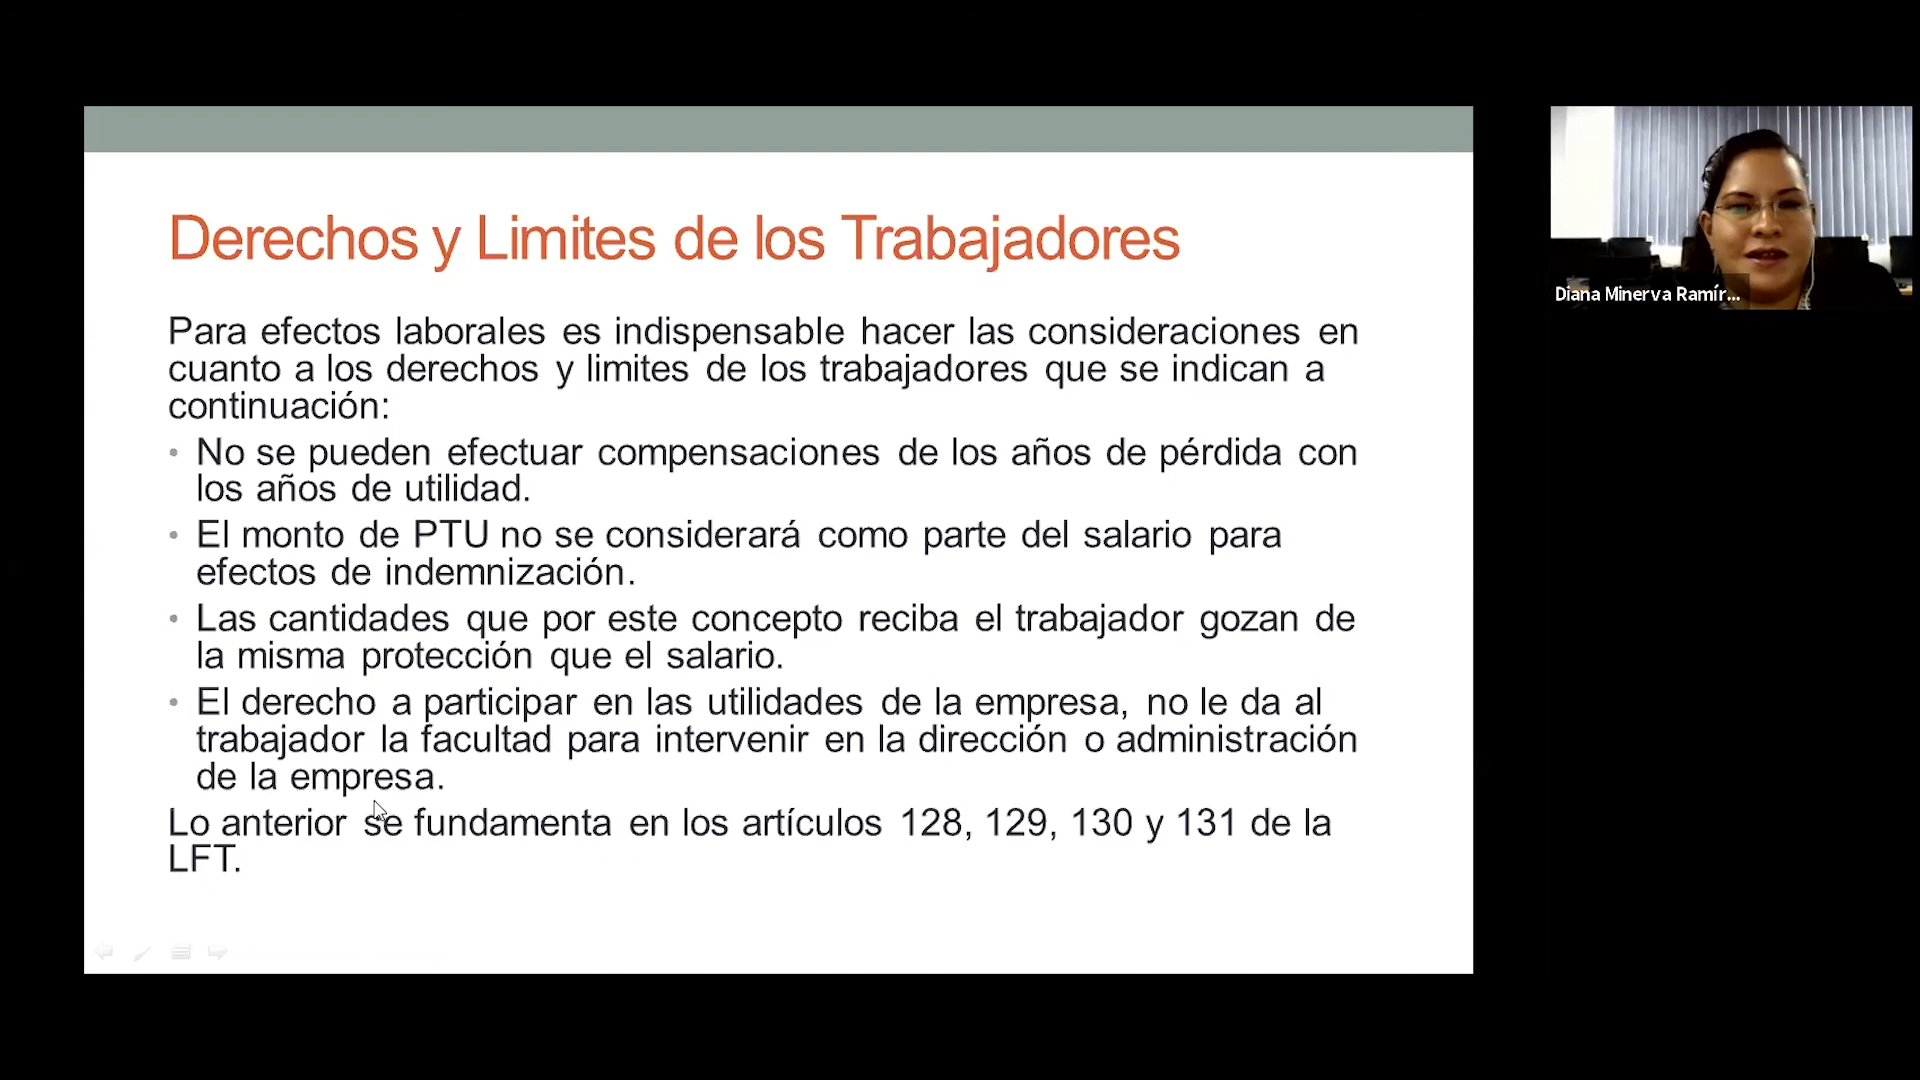 Derechos y Limites de los Trabajadores
Para efectos laborales es indispensable hacer las consideraciones en
cuanto a los derechos y limites de los trabajadores que se indican a
continuación:
• No se pueden efectuar compensaciones de los años de pérdida con
los años de utilidad.
• El monto de PTU no se considerará como parte del salario para
efectos de indemnización.
• Las cantidades que por este concepto reciba el trabajador gozan de
la misma protección que el salario.
• El derecho a participar en las utilidades de la empresa, no le da al
trabajador la facultad para intervenir en la dirección o administración
de la empresa.
Lo anterior se fundamenta en los artículos 128, 129, 130 y 131 de la
LFT.
Diana Minerva Ramír...